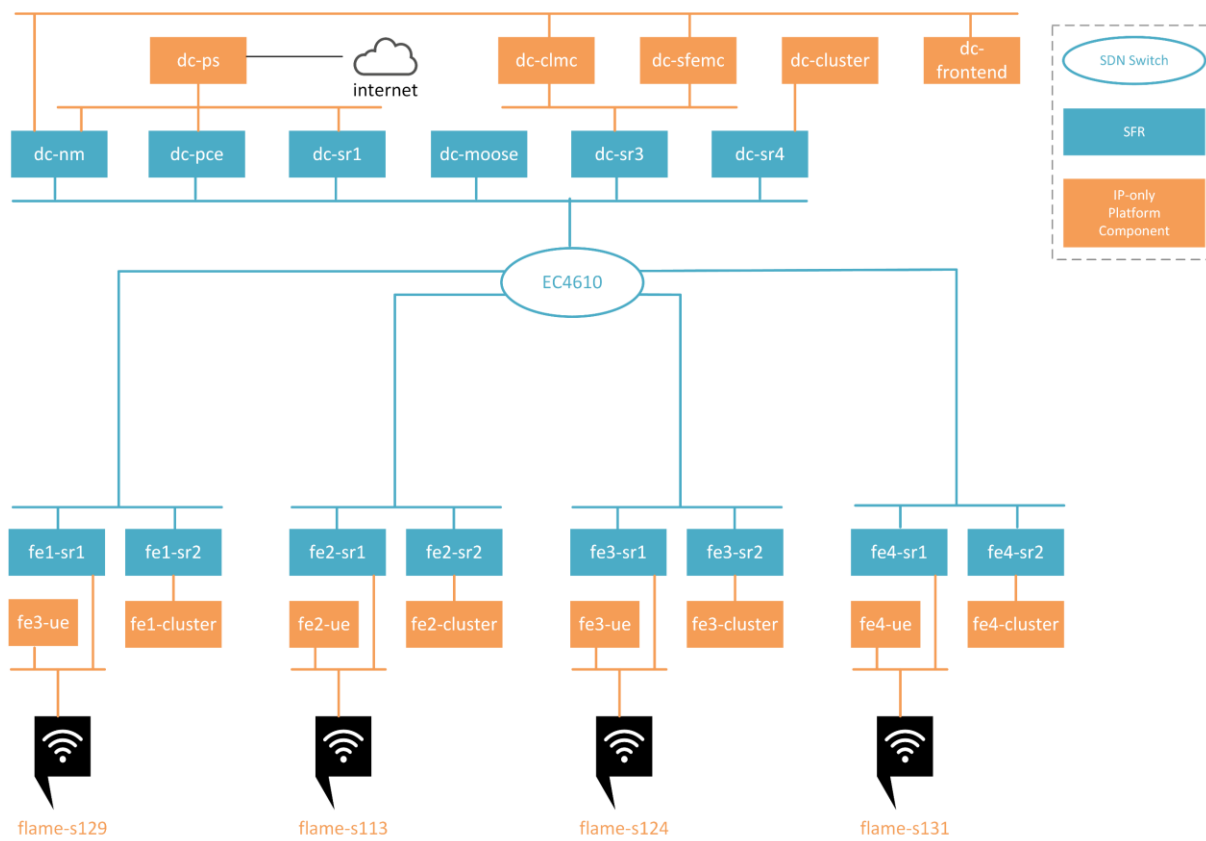 dc-ps
internet
dc-clmc
dc-sfemc
dc-cluster
dc-
frontend
SDN Switch
SFR
IP-only
Platform
Component
dc-nm
dc-pce
dc-sr1
dc-moose
dc-sr3
dc-sr4
EC4610
fe1-sr1
fe1-sr2
fe2-sr1
fe2-sr2
fe3-sr1
fe3-sr2
fe4-sr1
fe4-sr2
fe3-ue
fe1-cluster
fe2-ue
fe2-cluster
fe3-ue
fe3-cluster
fe4-ue
fe4-cluster
flame-s129
flame-s113
flame-s124
flame-s131